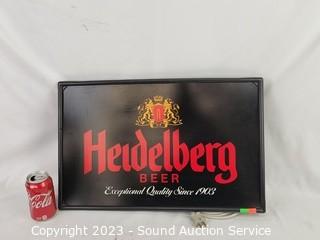 Heidelberg
BEER
Exceptional Quality Since 1903
Coca-Cola
Copyright 2023 - Sound Auction Service